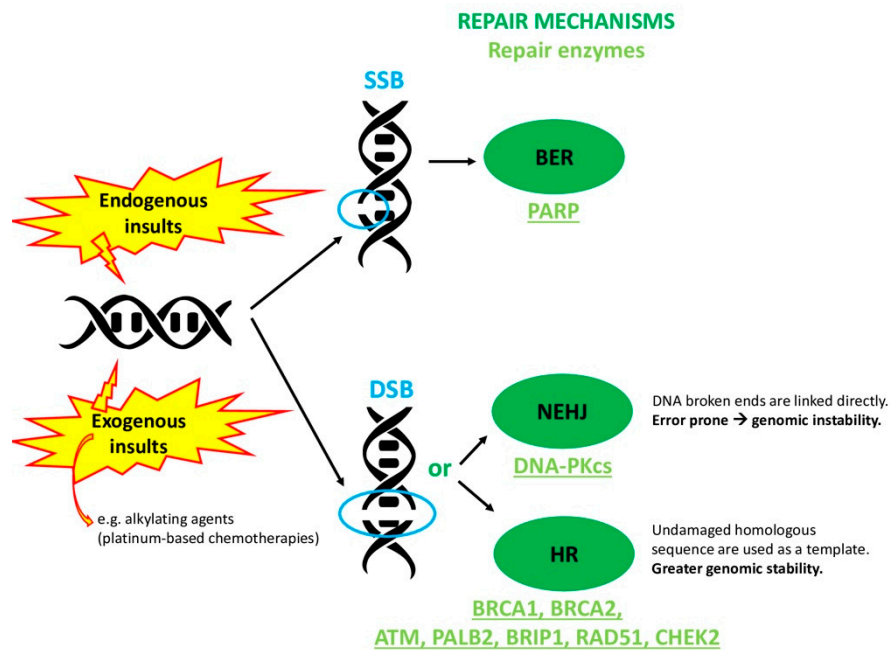 REPAIR MECHANISMS
Repair enzymes
SSB
BER
PARP
Endogenous
insults
Exogenous
insults
e.g. alkylating agents
(platinum-based chemotherapies)
DSB
or
NEHJ
DNA-PKcs
DNA broken ends are linked directly.
Error prone → genomic instability.
HR
Undamaged homologous
sequence are used as a template.
Greater genomic stability.
BRCA1, BRCA2,
ATM, PALB2, BRIP1, RAD51, CHEK2